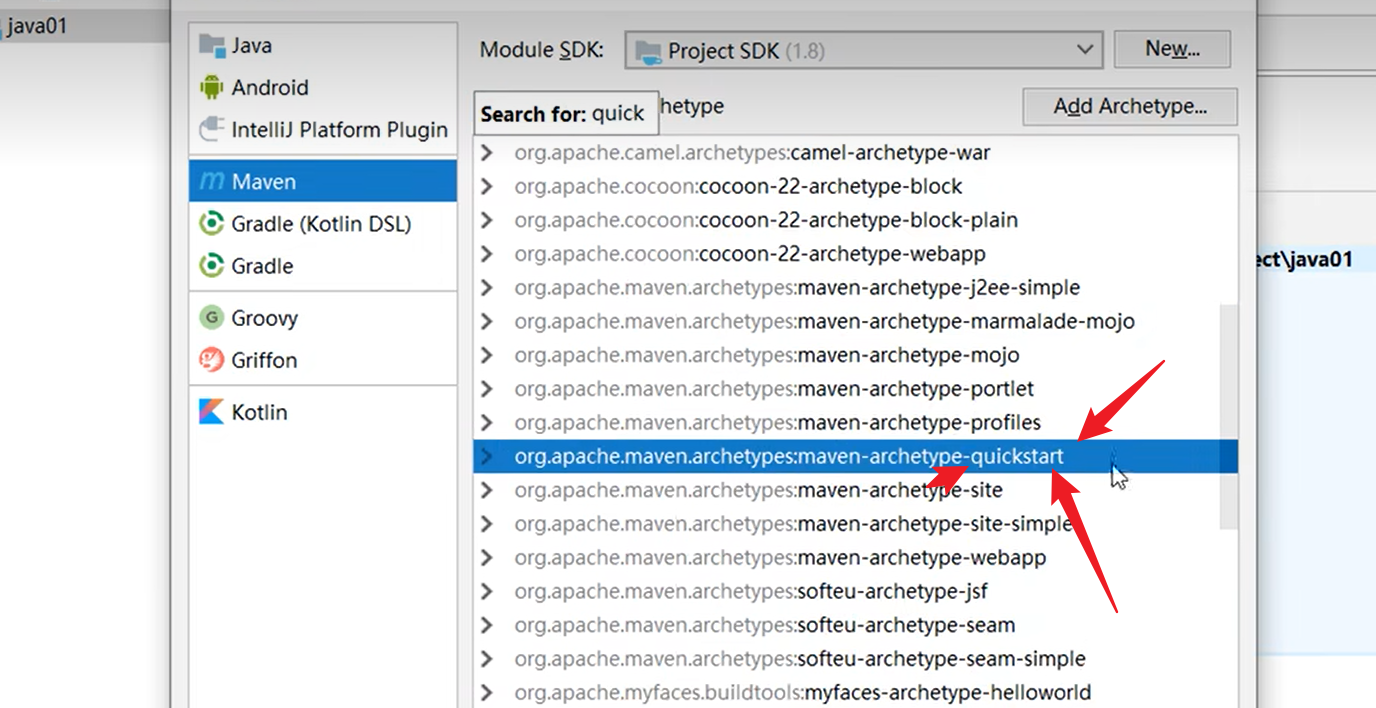 java01
Java
Android
IntelliJ Platform Plugin
Maven
Gradle (Kotlin DSL)
Gradle
Groovy
Griffon
Kotlin
Module SDK:
Project SDK (1.8)
New...
Search for: quick
hetype
Add Archetype...
org.apache.camel.archetypes:camel-archetype-war
org.apache.cocoon:cocoon-22-archetype-block
org.apache.cocoon:cocoon-22-archetype-block-plain
org.apache.cocoon:cocoon-22-archetype-webapp
org.apache.maven.archetypes:maven-archetype-j2ee-simple
org.apache.maven.archetypes:maven-archetype-marmalade-mojo
org.apache.maven.archetypes:maven-archetype-mojo
org.apache.maven.archetypes:maven-archetype-portlet
org.apache.maven.archetypes:maven-archetype-profiles
org.apache.maven.archetypes:maven-archetype-quickstart
org.apache.maven.archetypes:maven-archetype-site
org.apache.maven.archetypes:maven-archetype-site-simple
org.apache.maven.archetypes:maven-archetype-webapp
org.apache.maven.archetypes:softeu-archetype-jsf
org.apache.maven.archetypes:softeu-archetype-seam
org.apache.maven.archetypes:softeu-archetype-seam-simple
org.apache.myfaces.buildtools:myfaces-archetype-helloworld
ect\java01